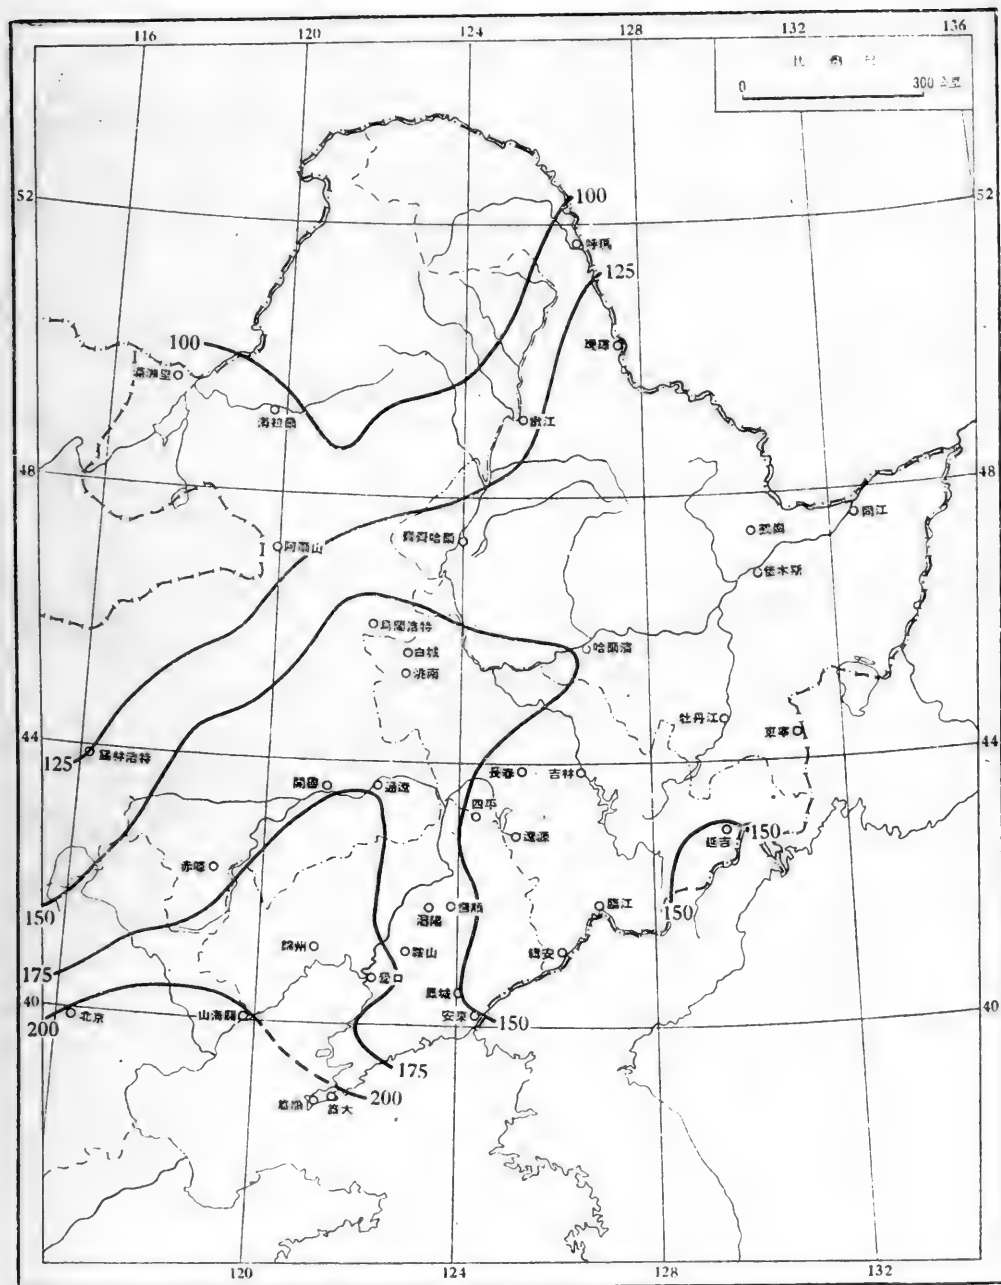 116 120 124 128 132 136
比例尺
0 300 公里
52 52
100
呼瑪
125
璦琿
100
滿洲里
海拉爾
嫩江
48 48
同江
鶴崗
齊齊哈爾
阿爾山
佳木斯
烏蘭浩特
哈爾濱
白城
洮南
牡丹江
東寧
44 44
125
錫林浩特
長春
吉林
開魯
通遼
四平
遼源
150
延吉
赤峰
150
150
瀋陽
撫順
臨江
錦州
鞍山
輯安
175
營口
鳳城
40 40
200
北京
山海關
安東
150
175
200
旅順
旅大
120 124 128 132